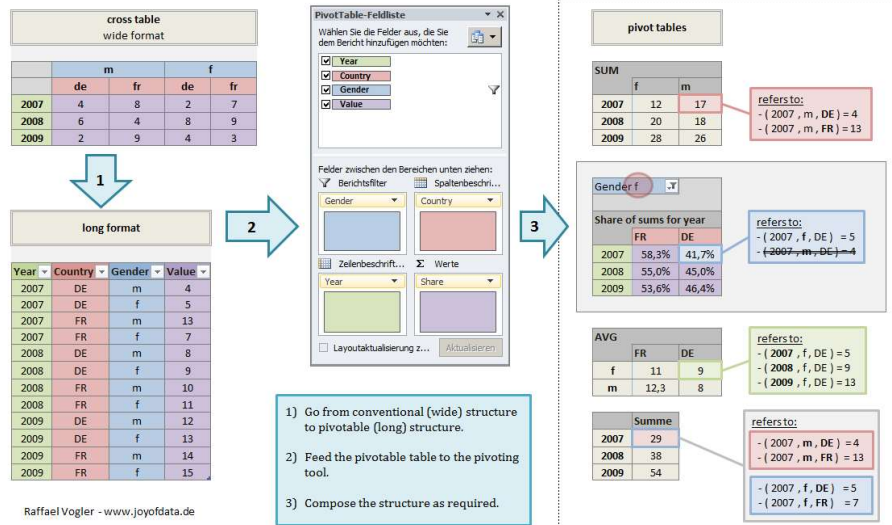 cross table
wide format
m f
de fr de fr
2007 4 8 2 7
2008 6 4 8 9
2009 2 9 4 3
1
long format
Year Country Gender Value
2007 DE m 4
2007 DE f 5
2007 FR m 13
2007 FR f 7
2008 DE m 8
2008 DE f 9
2008 FR m 10
2008 FR f 11
2009 DE m 12
2009 DE f 13
2009 FR m 14
2009 FR f 15
Raffael Vogler - www.joyofdata.de
2
PivotTable-Feldliste
Wählen Sie die Felder aus, die Sie
dem Bericht hinzufügen möchten:
Year
Country
Gender
Value
Felder zwischen den Bereichen unten ziehen:
Berichtsfilter Spaltenbeschri...
Gender Country
Zeilenbeschrift... Σ Werte
Year Share
Layoutaktualisierung z... Aktualisieren
1) Go from conventional (wide) structure
to pivotable (long) structure.
2) Feed the pivotable table to the pivoting
tool.
3) Compose the structure as required.
3
pivot tables
SUM
f m
2007 12 17
2008 20 18
2009 28 26
refers to:
- ( 2007 , m , DE ) = 4
- ( 2007 , m , FR ) = 13
Gender f
Share of sums for year
FR DE
2007 58,3% 41,7%
2008 55,0% 45,0%
2009 53,6% 46,4%
refers to:
- ( 2007 , f , DE ) = 5
- ( 2007 , m , DE ) = 4
AVG
FR DE
f 11 9
m 12,3 8
refers to:
- ( 2007 , f , DE ) = 5
- ( 2008 , f , DE ) = 9
- ( 2009 , f , DE ) = 13
Summe
2007 29
2008 38
2009 54
refers to:
- ( 2007 , m , DE ) = 4
- ( 2007 , m , FR ) = 13
- ( 2007 , f , DE ) = 5
- ( 2007 , f , FR ) = 7